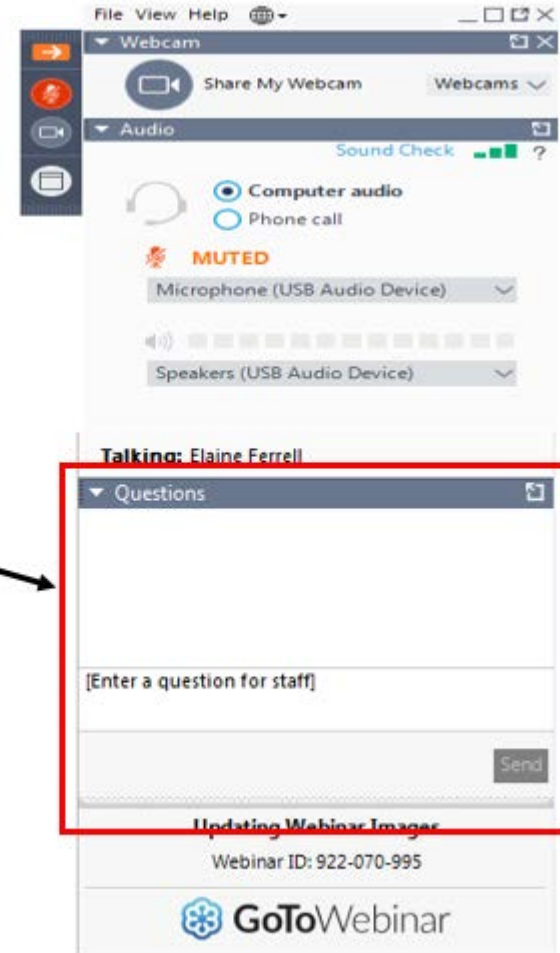 File View Help
Webcam
Share My Webcam Webcams
Audio
Sound Check ?
Computer audio
Phone call
MUTED
Microphone (USB Audio Device)
Speakers (USB Audio Device)
Talking: Elaine Ferrell
Questions
[Enter a question for staff]
Send
Updating Webinar Images
Webinar ID: 922-070-995
GoToWebinar